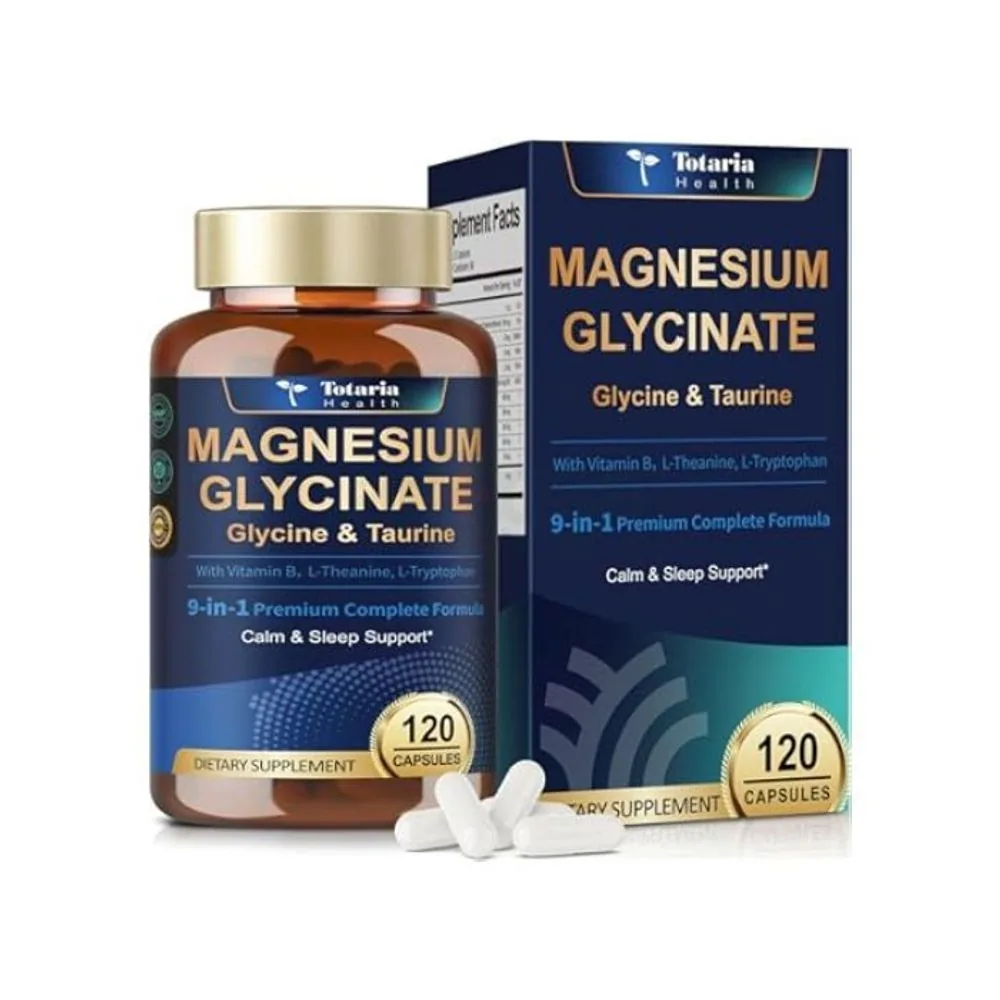 Totaria
Health
MAGNESIUM
GLYCINATE
Glycine & Taurine
With Vitamin B, L-Theanine, L-Tryptophan
9-in-1 Premium Complete Formula
Calm & Sleep Support*
120
CAPSULES
DIETARY SUPPLEMENT
plement Facts
Totaria
Health
MAGNESIUM
GLYCINATE
Glycine & Taurine
With Vitamin B, L-Theanine, L-Tryptophan
9-in-1 Premium Complete Formula
Calm & Sleep Support*
120
CAPSULES
TARY SUPPLEMENT